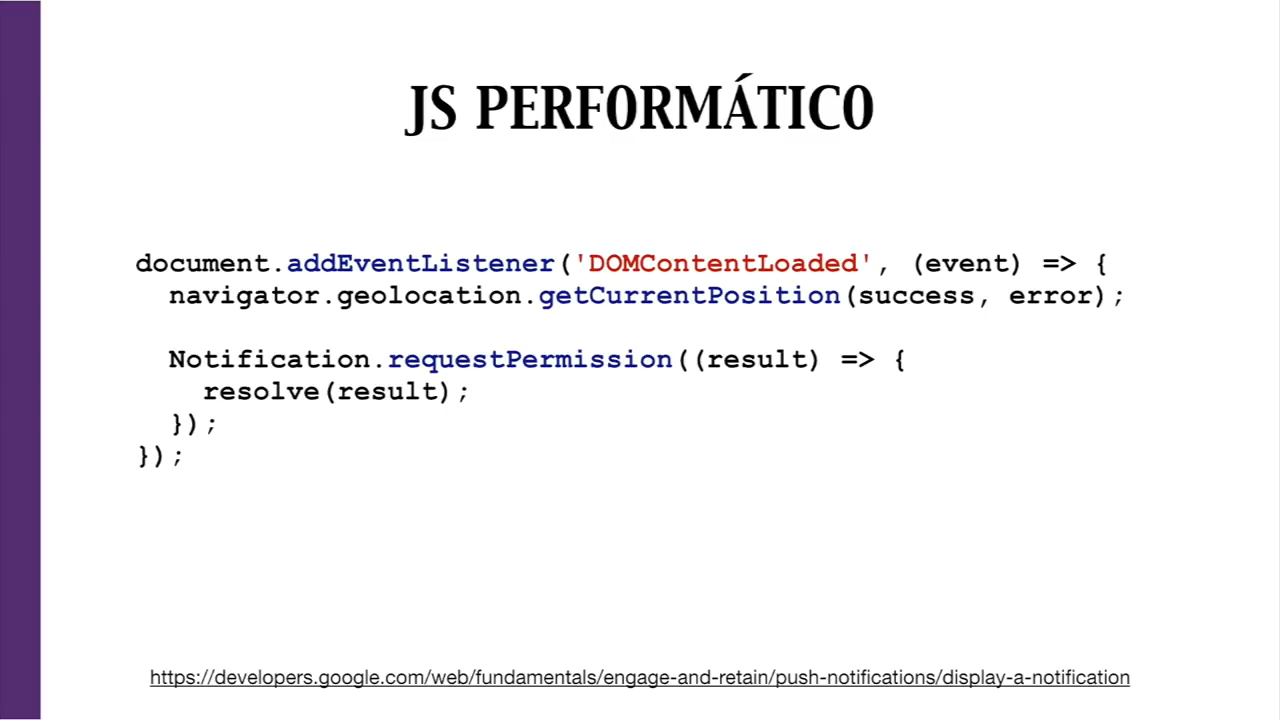 JS PERFORMÁTICO
document.addEventListener('DOMContentLoaded', (event) => {
  navigator.geolocation.getCurrentPosition(success, error);
  Notification.requestPermission((result) => {
    resolve(result);
  });
});
https://developers.google.com/web/fundamentals/engage-and-retain/push-notifications/display-a-notification